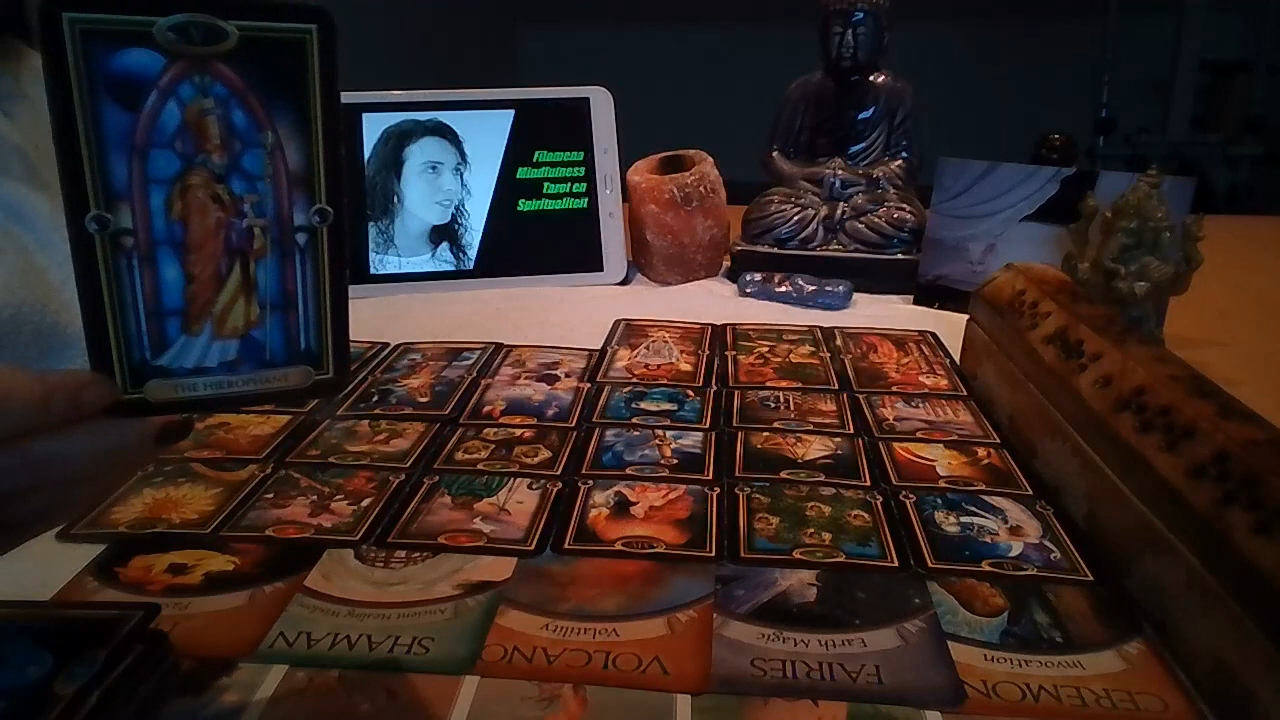 V
THE HIEROPHANT
Filomena
Mindfulness
Tarot en
Spiritualiteit
Ancient Healing Wisdom
SHAMAN
Volatility
VOLCANO
Earth Magic
FAIRIES
Invocation
CEREMON